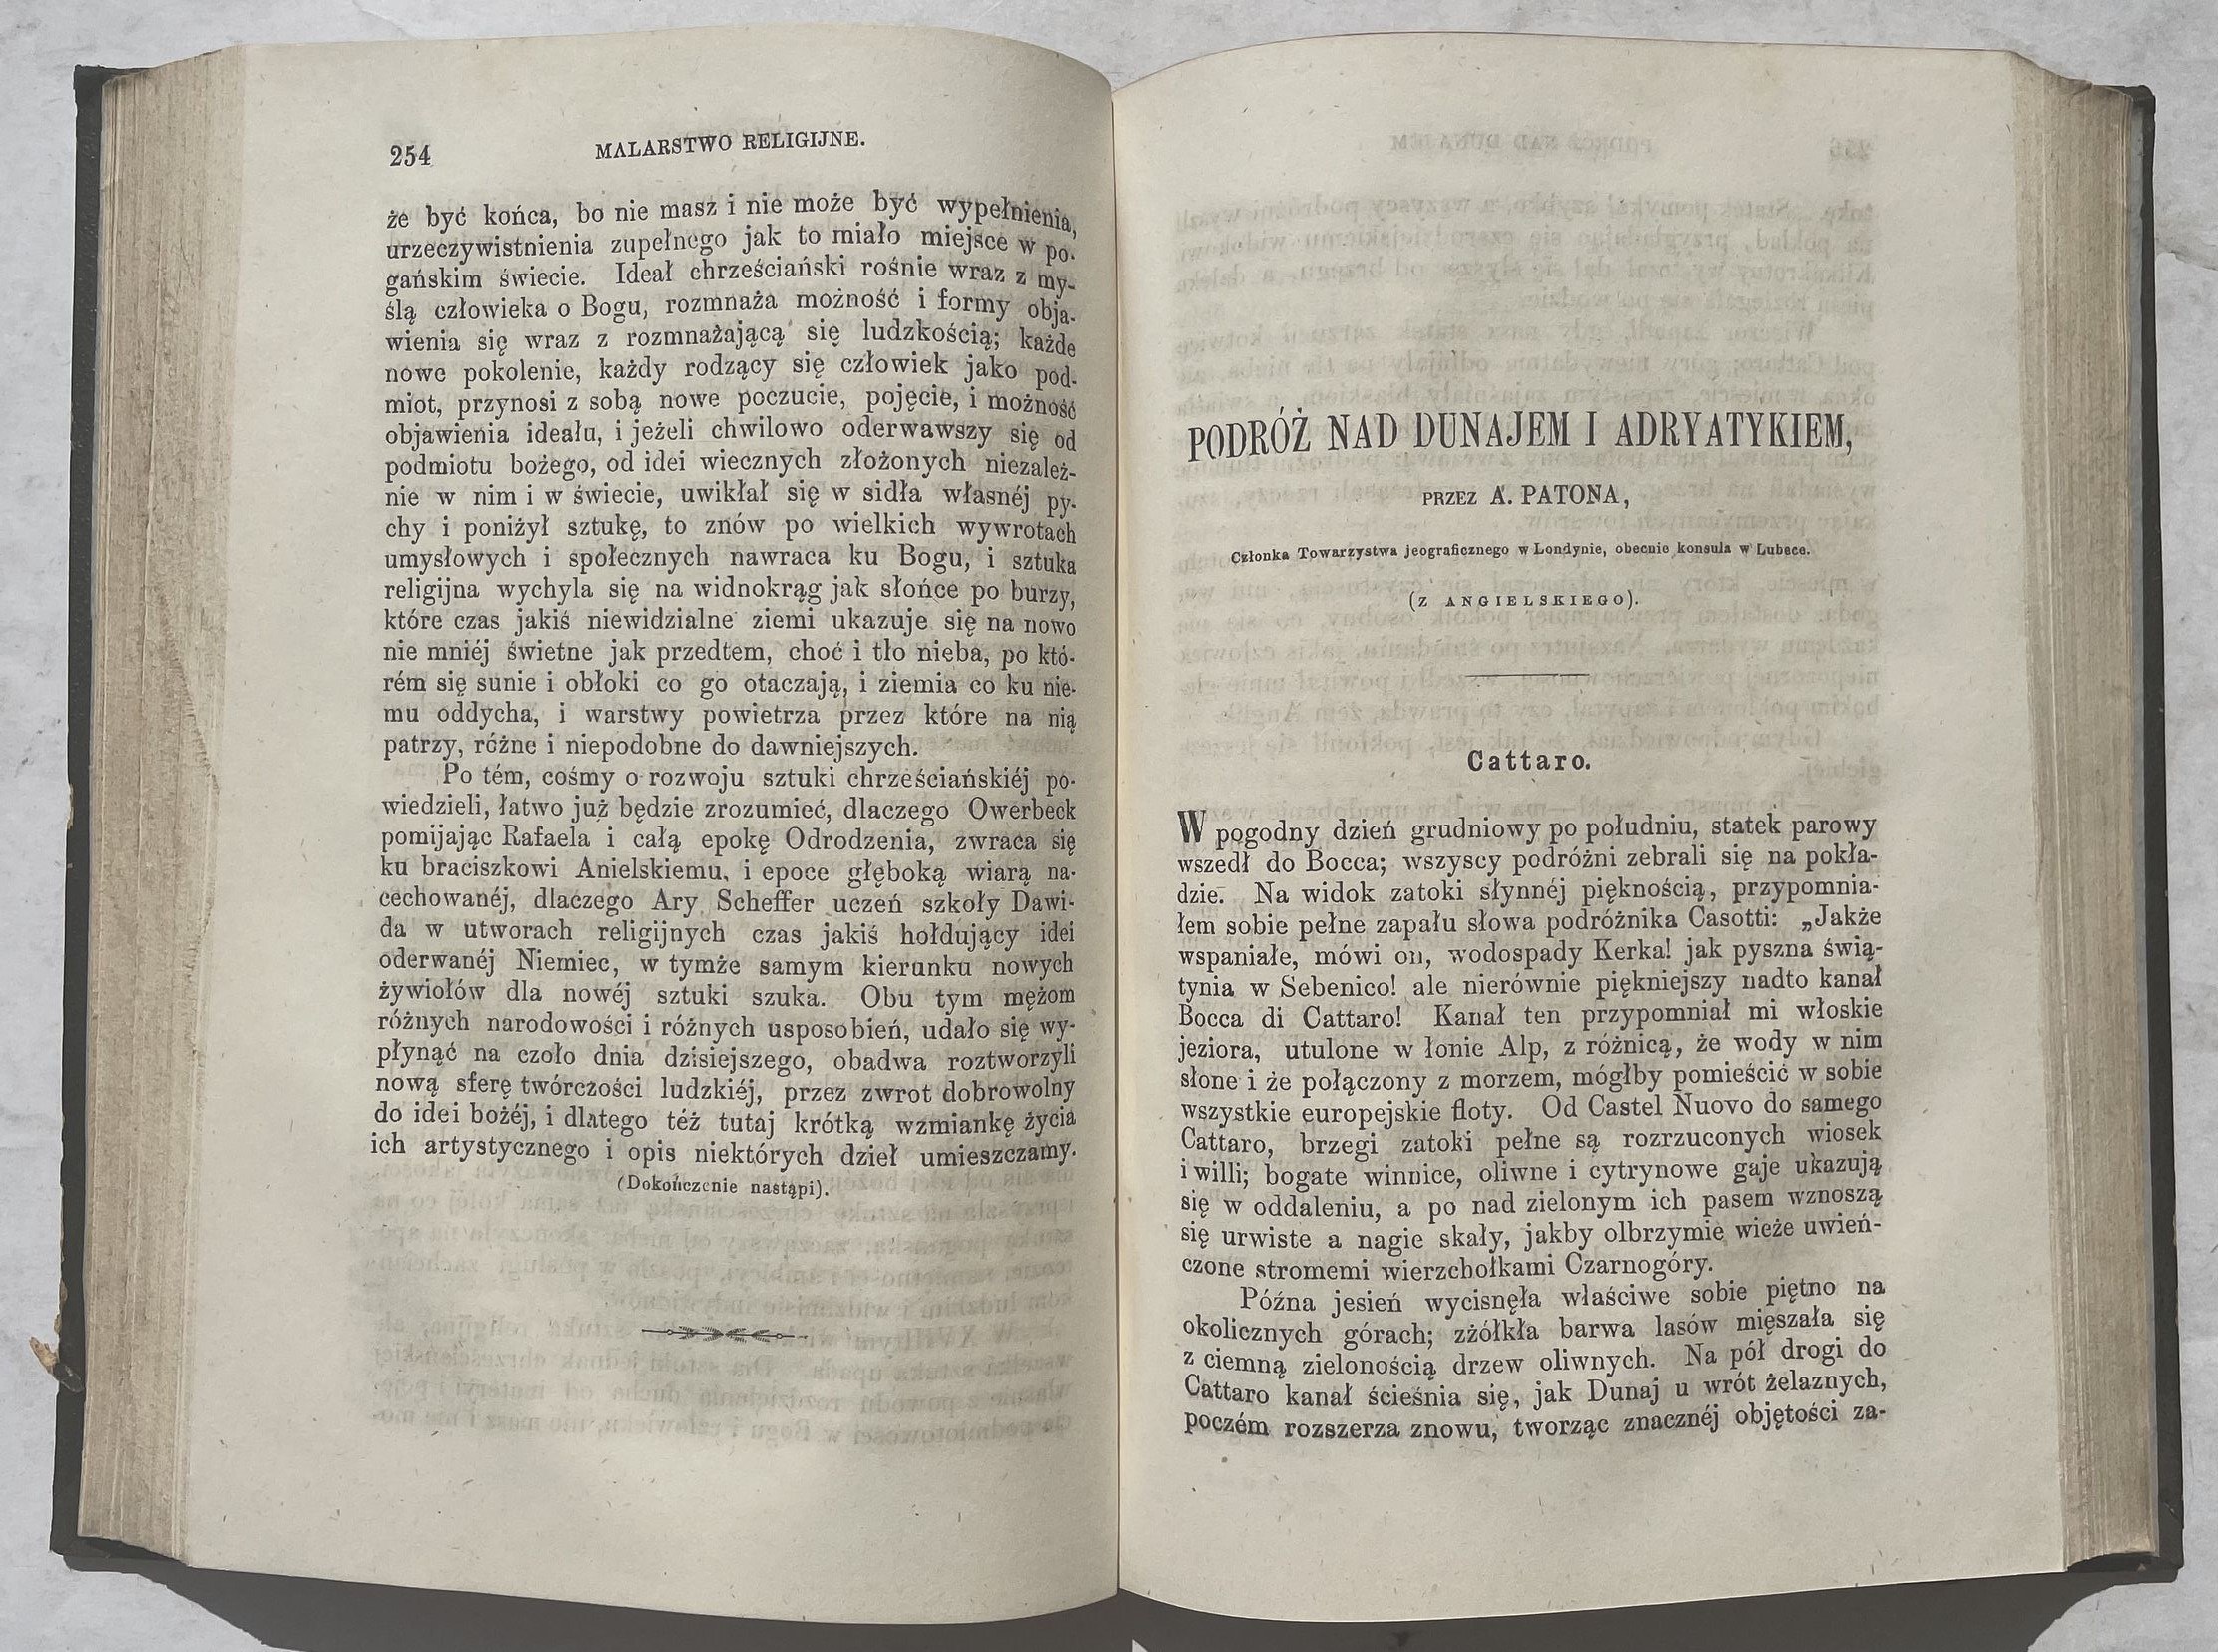 254
MALARSTWO RELIGIJNE.
że być końca, bo nie masz i nie może być wypełnienia,
urzeczywistnienia zupełnego jak to miało miejsce w po-
gańskim świecie. Ideał chrześciański rośnie wraz z my-
ślą człowieka o Bogu, rozmnaża możność i formy obja-
wienia się wraz z rozmnażającą się ludzkością; każde
nowe pokolenie, każdy rodzący się człowiek jako pod-
miot, przynosi z sobą nowe poczucie, pojęcie, i możność
objawienia ideału, i jeżeli chwilowo oderwawszy się od
podmiotu bożego, od idei wiecznych złożonych niezależ-
nie w nim i w świecie, uwikłał się w sidła własnéj py-
chy i poniżył sztukę, to znów po wielkich wywrotach
umysłowych i społecznych nawraca ku Bogu, i sztuka
religijna wychyla się na widnokrąg jak słońce po burzy,
które czas jakiś niewidzialne ziemi ukazuje się na nowo
nie mniéj świetne jak przedtem, choć i tło nieba, po któ-
rém się sunie i obłoki co go otaczają, i ziemia co ku nie-
mu oddycha, i warstwy powietrza przez które na nią
patrzy, różne i niepodobne do dawniejszych.
Po tém, cośmy o rozwoju sztuki chrześciańskiéj po-
wiedzieli, łatwo już będzie zrozumieć, dlaczego Owerbeck
pomijając Rafaela i całą epokę Odrodzenia, zwraca się
ku braciszkowi Anielskiemu, i epoce głęboką wiarą na-
cechowanéj, dlaczego Ary Scheffer uczeń szkoły Dawi-
da w utworach religijnych czas jakiś hołdujący idei
oderwanéj Niemiec, w tymże samym kierunku nowych
żywiołów dla nowéj sztuki szuka. Obu tym mężom
różnych narodowości i różnych usposobień, udało się wy-
płynąć na czoło dnia dzisiejszego, obadwa roztworzyli
nową sferę twórczości ludzkiéj, przez zwrot dobrowolny
do idei bożéj, i dlatego téż tutaj krótką wzmiankę życia
ich artystycznego i opis niektórych dzieł umieszczamy.
(Dokończenie nastąpi).
PODRÓŻ NAD DUNAJEM I ADRYATYKIEM,
PRZEZ A. PATONA,
Członka Towarzystwa jeograficznego w Londynie, obecnie konsula w Lubece.
(Z ANGIELSKIEGO).
Cattaro.
W pogodny dzień grudniowy po południu, statek parowy
wszedł do Bocca; wszyscy podróżni zebrali się na pokła-
dzie. Na widok zatoki słynnéj pięknością, przypomnia-
łem sobie pełne zapału słowa podróżnika Casotti: „Jakże
wspaniałe, mówi on, wodospady Kerka! jak pyszna świą-
tynia w Sebenico! ale nierównie piękniejszy nadto kanał
Bocca di Cattaro! Kanał ten przypomniał mi włoskie
jeziora, utulone w łonie Alp, z różnicą, że wody w nim
słone i że połączony z morzem, mógłby pomieścić w sobie
wszystkie europejskie floty. Od Castel Nuovo do samego
Cattaro, brzegi zatoki pełne są rozrzuconych wiosek
i willi; bogate winnice, oliwne i cytrynowe gaje ukazują
się w oddaleniu, a po nad zielonym ich pasem wznoszą
się urwiste a nagie skały, jakby olbrzymie wieże uwień-
czone stromemi wierzchołkami Czarnogóry.
Późna jesień wycisnęła właściwe sobie piętno na
okolicznych górach; zżółkła barwa lasów mięszała się
z ciemną zielonością drzew oliwnych. Na pół drogi do
Cattaro kanał ścieśnia się, jak Dunaj u wrót żelaznych,
poczém rozszerza znowu, tworząc znacznéj objętości za-